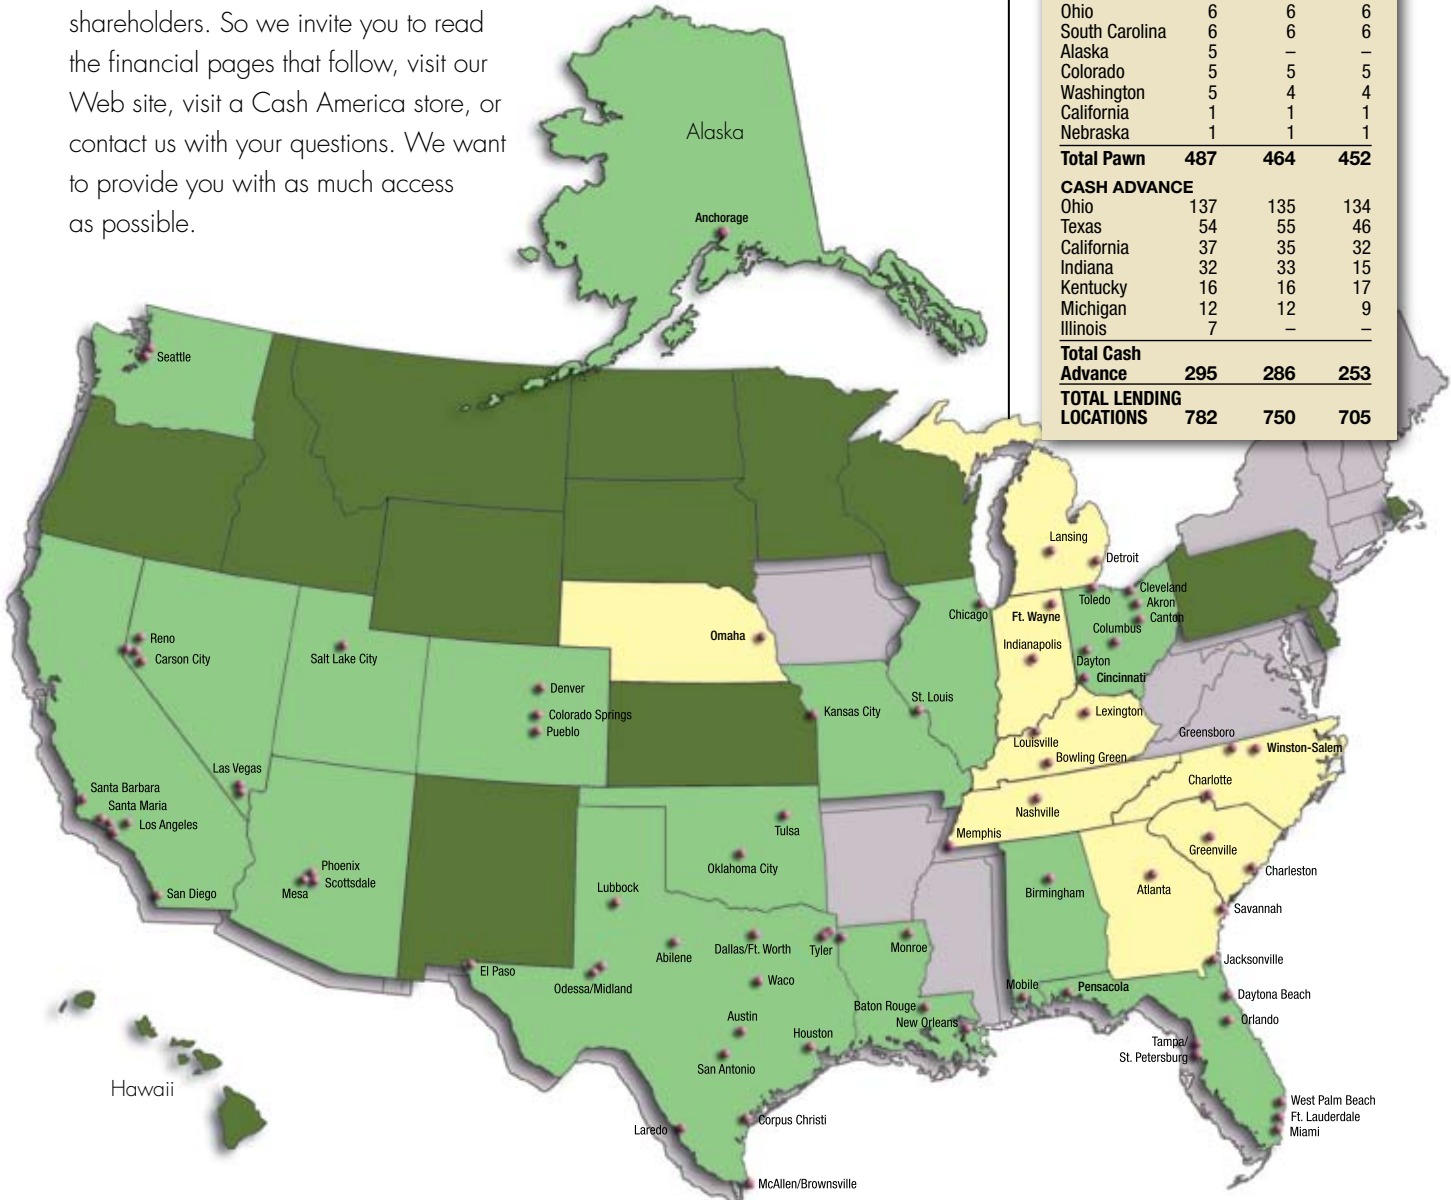 shareholders. So we invite you to read
the financial pages that follow, visit our
Web site, visit a Cash America store, or
contact us with your questions. We want
to provide you with as much access
as possible.
Ohio 6 6 6
South Carolina 6 6 6
Alaska 5 – –
Colorado 5 5 5
Washington 5 4 4
California 1 1 1
Nebraska 1 1 1
Total Pawn 487 464 452
CASH ADVANCE
Ohio 137 135 134
Texas 54 55 46
California 37 35 32
Indiana 32 33 15
Kentucky 16 16 17
Michigan 12 12 9
Illinois 7 – –
Total Cash
Advance 295 286 253
TOTAL LENDING
LOCATIONS 782 750 705
Alaska
Anchorage
Seattle
Reno
Carson City
Salt Lake City
Denver
Colorado Springs
Pueblo
Las Vegas
Santa Barbara
Santa Maria
Los Angeles
San Diego
Phoenix
Scottsdale
Mesa
Omaha
Kansas City
St. Louis
Chicago
Lansing
Detroit
Ft. Wayne
Indianapolis
Toledo
Cleveland
Akron
Canton
Columbus
Dayton
Cincinnati
Lexington
Louisville
Bowling Green
Greensboro
Winston-Salem
Charlotte
Nashville
Memphis
Greenville
Charleston
Birmingham
Atlanta
Savannah
Tulsa
Oklahoma City
Lubbock
Abilene
Dallas/Ft. Worth
Tyler
Monroe
El Paso
Odessa/Midland
Waco
Austin
Houston
San Antonio
Baton Rouge
New Orleans
Mobile
Pensacola
Jacksonville
Daytona Beach
Orlando
Tampa/
St. Petersburg
West Palm Beach
Ft. Lauderdale
Miami
Laredo
Corpus Christi
McAllen/Brownsville
Hawaii